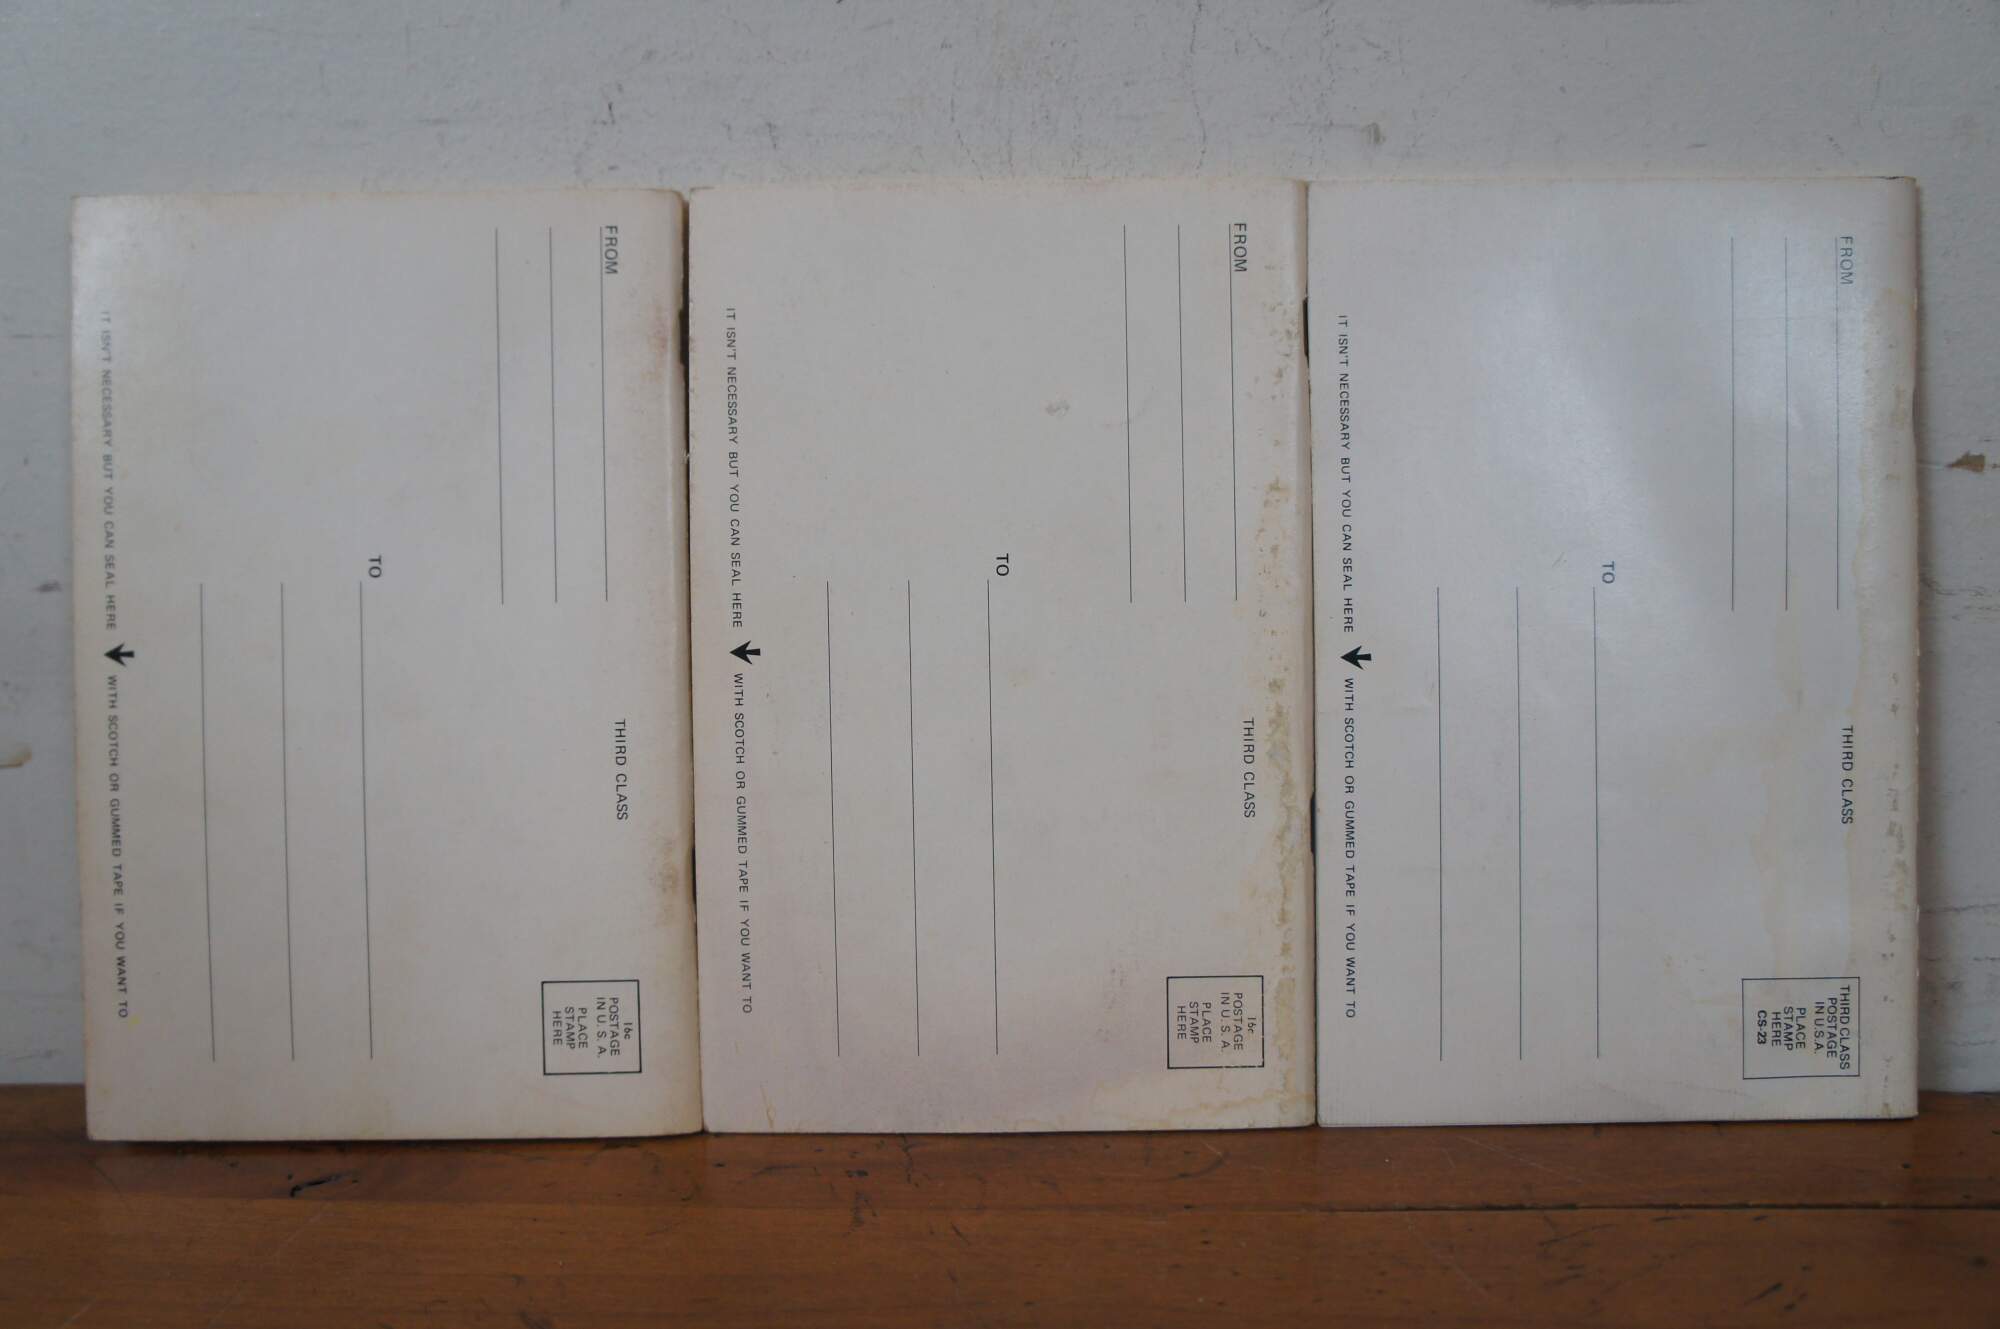 FROM
THIRD CLASS
16c
POSTAGE
IN U. S. A.
PLACE
STAMP
HERE
TO
IT ISN'T NECESSARY BUT YOU CAN SEAL HERE WITH SCOTCH OR GUMMED TAPE IF YOU WANT TO
FROM
THIRD CLASS
16c
POSTAGE
IN U. S. A.
PLACE
STAMP
HERE
TO
IT ISN'T NECESSARY BUT YOU CAN SEAL HERE WITH SCOTCH OR GUMMED TAPE IF YOU WANT TO
FROM
THIRD CLASS
THIRD CLASS
POSTAGE
IN U.S.A.
PLACE
STAMP
HERE
CS-23
TO
IT ISN'T NECESSARY BUT YOU CAN SEAL HERE WITH SCOTCH OR GUMMED TAPE IF YOU WANT TO